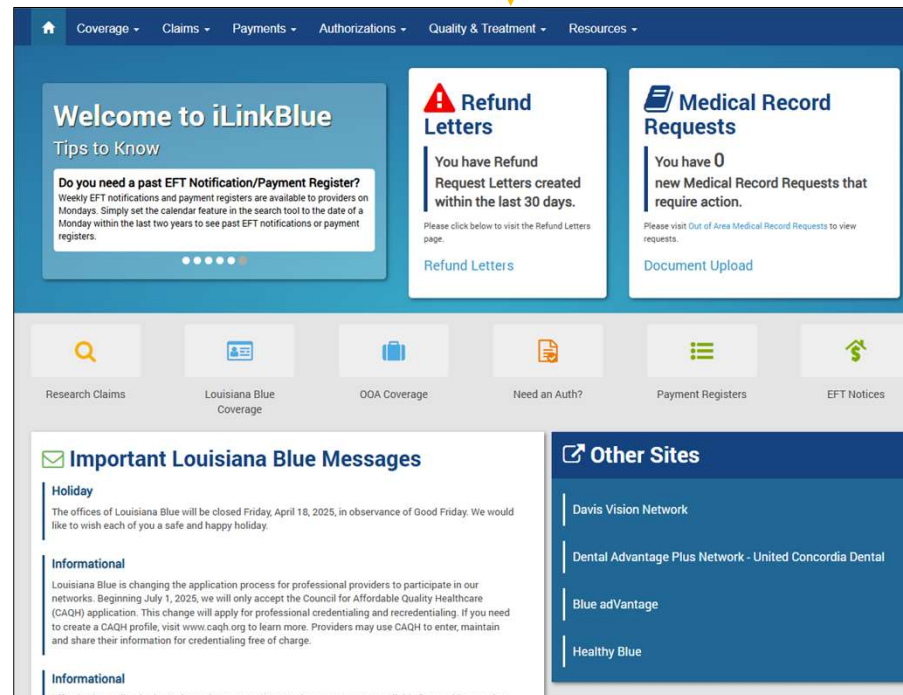 Coverage
Claims
Payments
Authorizations
Quality & Treatment
Resources
Welcome to iLinkBlue
Tips to Know
Do you need a past EFT Notification/Payment Register?
Weekly EFT notifications and payment registers are available to providers on
Mondays. Simply set the calendar feature in the search tool to the date of a
Monday within the last two years to see past EFT notifications or payment
registers.
Refund
Letters
You have Refund
Request Letters created
within the last 30 days.
Please click below to visit the Refund Letters
page.
Refund Letters
Medical Record
Requests
You have 0
new Medical Record Requests that
require action.
Please visit Out of Area Medical Record Requests to view
requests.
Document Upload
Research Claims
Louisiana Blue
Coverage
OOA Coverage
Need an Auth?
Payment Registers
EFT Notices
Important Louisiana Blue Messages
Holiday
The offices of Louisiana Blue will be closed Friday, April 18, 2025, in observance of Good Friday. We would
like to wish each of you a safe and happy holiday.
Informational
Louisiana Blue is changing the application process for professional providers to participate in our
networks. Beginning July 1, 2025, we will only accept the Council for Affordable Quality Healthcare
(CAQH) application. This change will apply for professional credentialing and recredentialing. If you need
to create a CAQH profile, visit www.caqh.org to learn more. Providers may use CAQH to enter, maintain
and share their information for credentialing free of charge.
Informational
Other Sites
Davis Vision Network
Dental Advantage Plus Network - United Concordia Dental
Blue adVantage
Healthy Blue